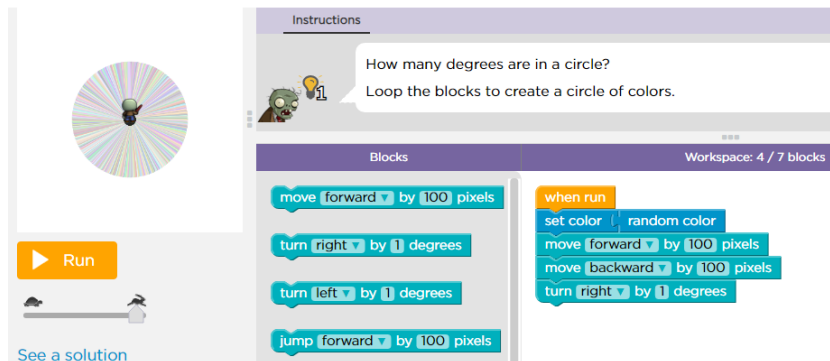 Instructions
How many degrees are in a circle?
1
Loop the blocks to create a circle of colors.
Blocks
Workspace: 4 / 7 blocks
move forward ▼ by 100 pixels
when run
set color random color
turn right ▼ by 1 degrees
move forward ▼ by 100 pixels
move backward ▼ by 100 pixels
turn left ▼ by 1 degrees
turn right ▼ by 1 degrees
jump forward ▼ by 100 pixels
Run
See a solution